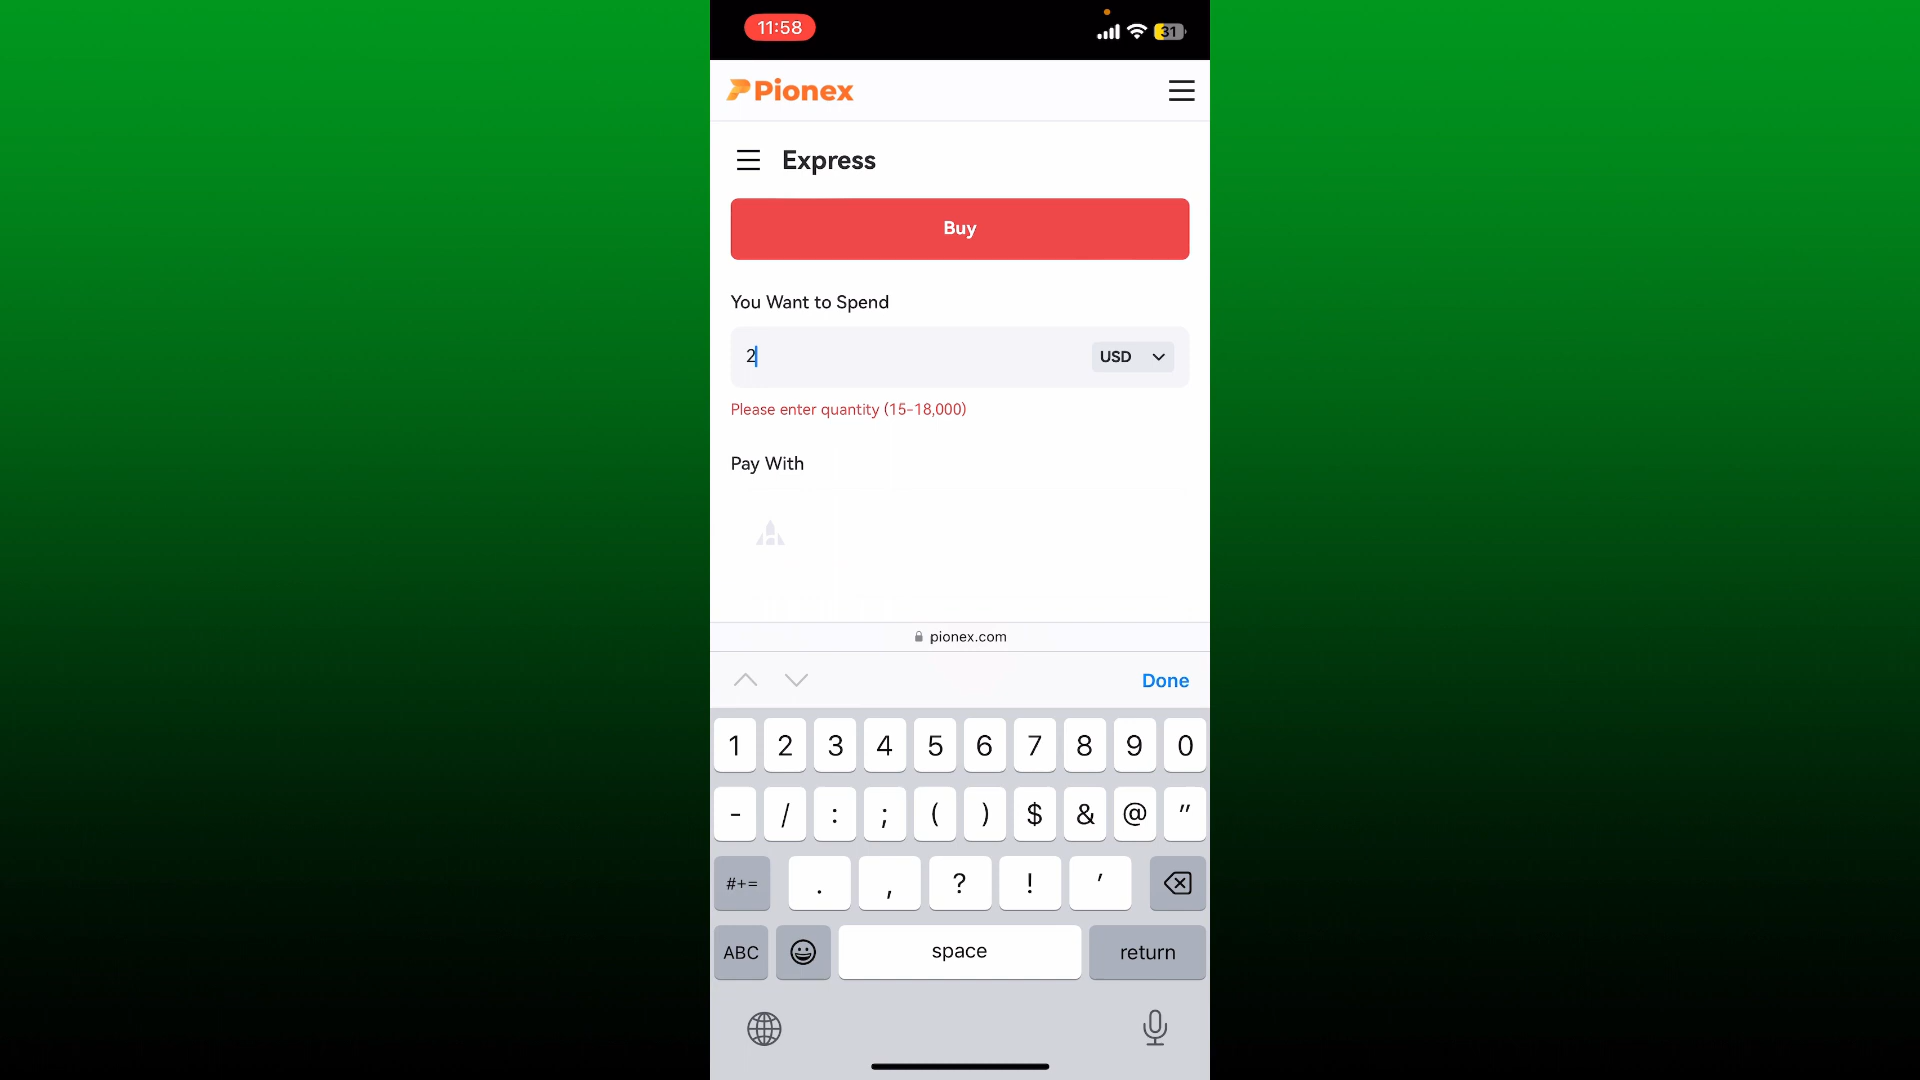 11:58
31
Pionex
Express
Buy
You Want to Spend
2
USD
Please enter quantity (15-18,000)
Pay With
pionex.com
Done
1 2 3 4 5 6 7 8 9 0
- / : ; ( ) $ & @ "
#+= . , ? ! '
ABC space return